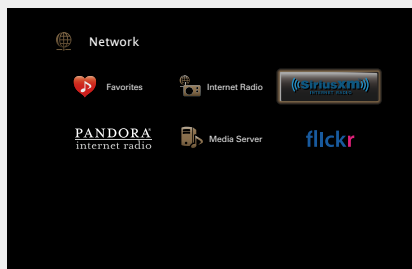 Network
Favorites
Internet Radio
((SiriusXM))
INTERNET RADIO
PANDORA®
internet radio
Media Server
flickr